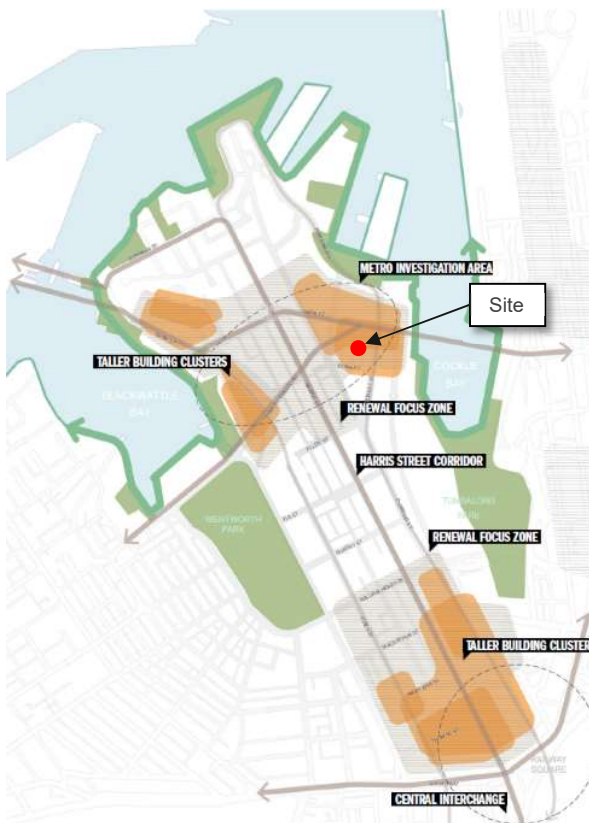 METRO INVESTIGATION AREA
Site
TALLER BUILDING CLUSTERS
COCKLE
BAY
BLACKWATTLE
BAY
RENEWAL FOCUS ZONE
HARRIS STREET CORRIDOR
WENTWORTH
PARK
TUMBALONG
PARK
RENEWAL FOCUS ZONE
TALLER BUILDING CLUSTER
RAILWAY
SQUARE
CENTRAL INTERCHANGE